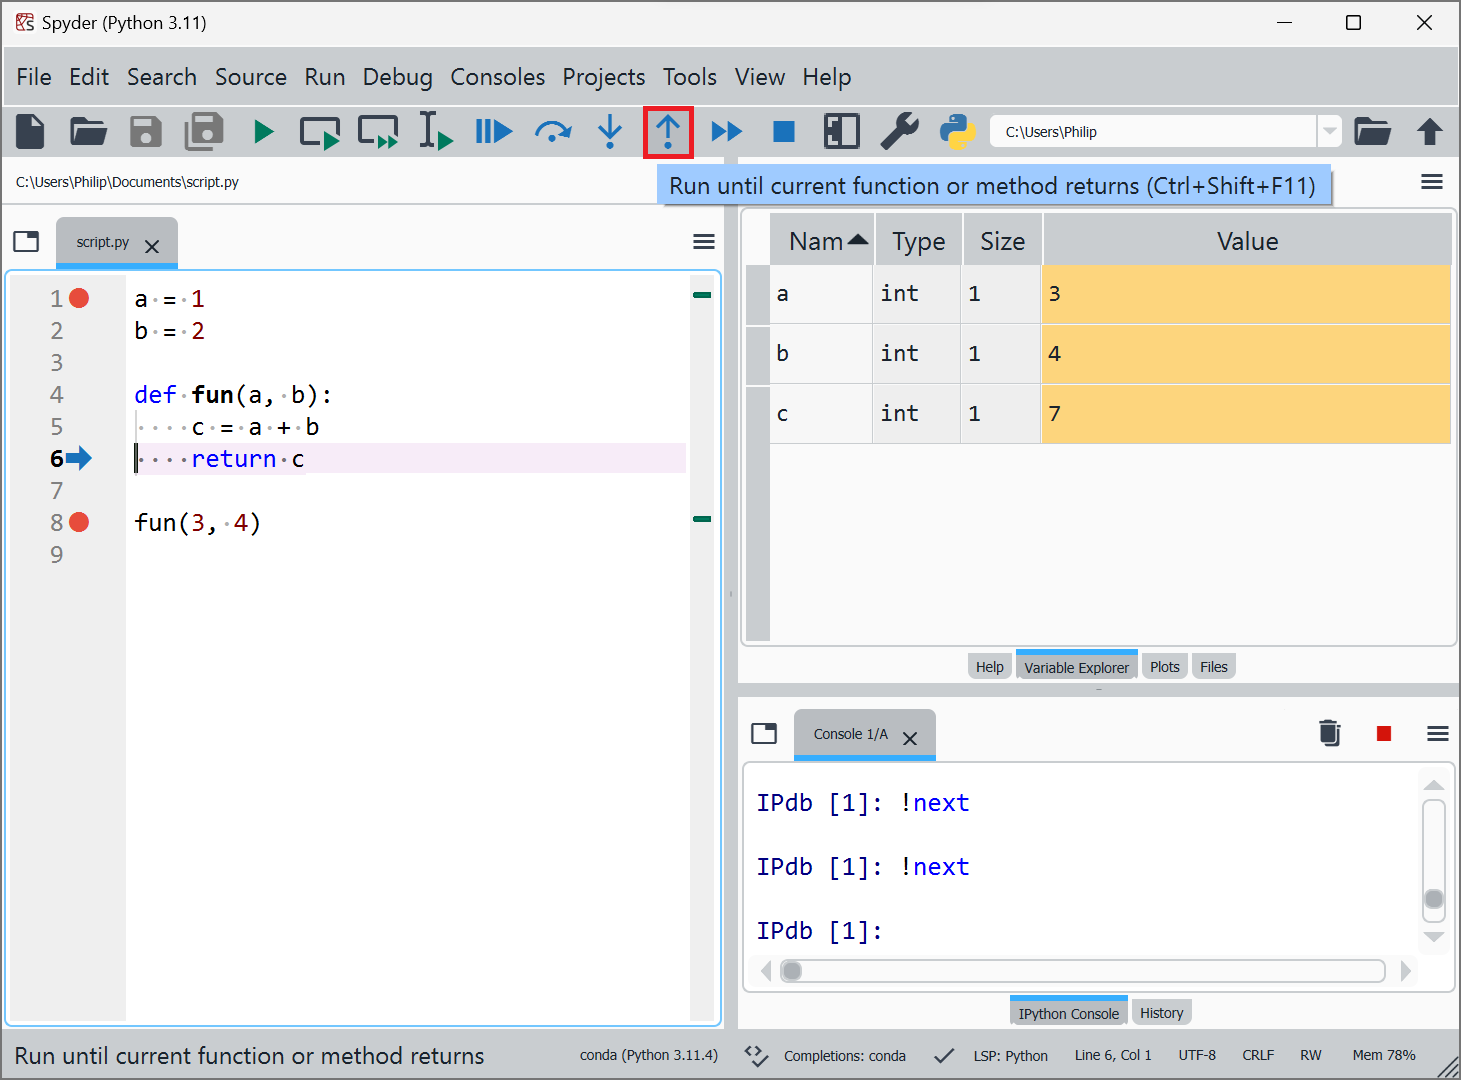 Spyder (Python 3.11)
File Edit Search Source Run Debug Consoles Projects Tools View Help
C:\Users\Philip
C:\Users\Philip\Documents\script.py
Run until current function or method returns (Ctrl+Shift+F11)
script.py
1 a = 1
2 b = 2
3
4 def fun(a, b):
5 c = a + b
6 return c
7
8 fun(3, 4)
9
Nam Type Size Value
a int 1 3
b int 1 4
c int 1 7
Help Variable Explorer Plots Files
Console 1/A
IPdb [1]: !next
IPdb [1]: !next
IPdb [1]:
IPython Console History
Run until current function or method returns conda (Python 3.11.4) Completions: conda LSP: Python Line 6, Col 1 UTF-8 CRLF RW Mem 78%